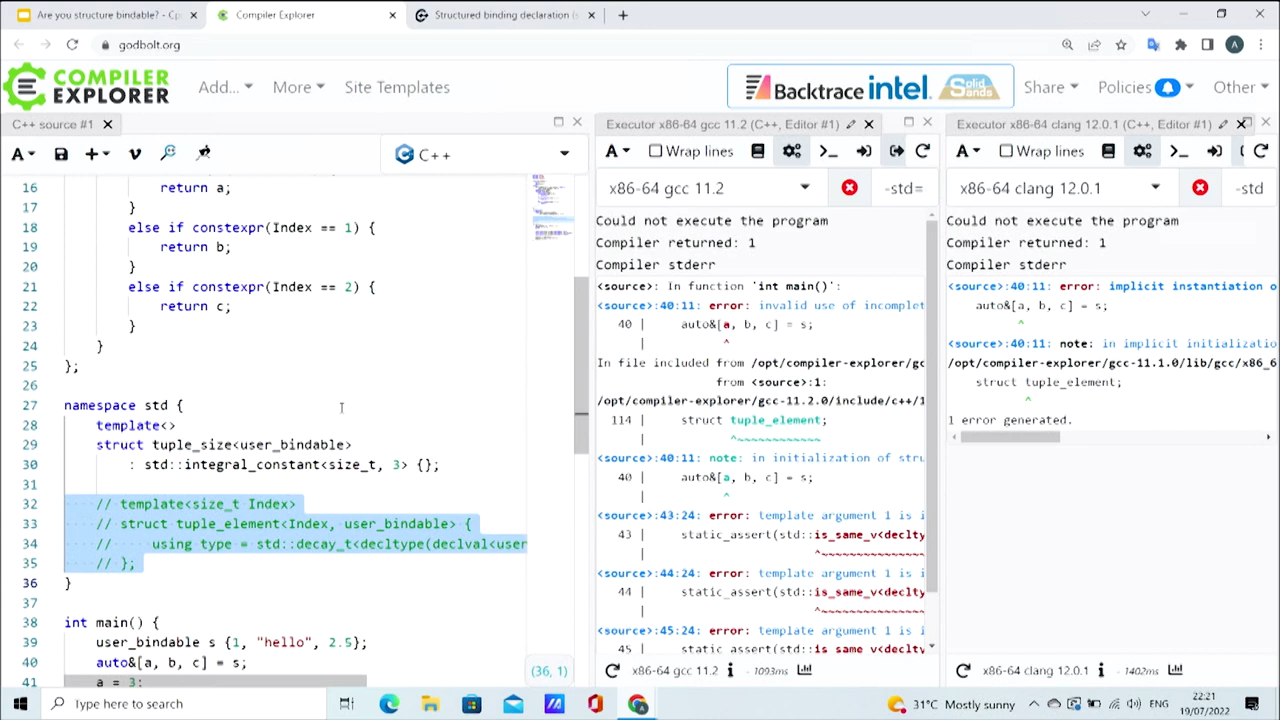 Are you structure bindable? - Cp
Compiler Explorer
Structured binding declaration (s
godbolt.org
COMPILER
EXPLORER
Add...
More
Site Templates
Backtrace
intel.
Solid
Sands
Share
Policies
Other
C++ source #1
A
C++
16 return a;
17 }
18 else if constexpr(Index == 1) {
19 return b;
20 }
21 else if constexpr(Index == 2) {
22 return c;
23 }
24 }
25 };
26
27 namespace std {
28 template<>
29 struct tuple_size<user_bindable>
30 : std::integral_constant<size_t, 3> {};
31
32 // template<size_t Index>
33 // struct tuple_element<Index, user_bindable> {
34 // using type = std::decay_t<decltype(declval<user
35 // };
36 }
37
38 int main() {
39 user_bindable s {1, "hello", 2.5};
40 auto&[a, b, c] = s;
41 a = 3;
(36, 1)
Executor x86-64 gcc 11.2 (C++, Editor #1)
A Wrap lines
x86-64 gcc 11.2 -std=
Could not execute the program
Compiler returned: 1
Compiler stderr
<source>: In function 'int main()':
<source>:40:11: error: invalid use of incomplet
40 | auto&[a, b, c] = s;
| ^
In file included from /opt/compiler-explorer/gc
from <source>:1:
/opt/compiler-explorer/gcc-11.2.0/include/c++/1
114 | struct tuple_element;
| ^~~~~~~~~~~~~
<source>:40:11: note: in initialization of stru
40 | auto&[a, b, c] = s;
| ^
<source>:43:24: error: template argument 1 is i
43 | static_assert(std::is_same_v<declty
<source>:44:24: error: template argument 1 is i
44 | static_assert(std::is_same_v<declty
<source>:45:24: error: template argument 1 is i
45 static assert(std::is same v<declty
x86-64 gcc 11.2 - 1093ms
Executor x86-64 clang 12.0.1 (C++, Editor #1)
A Wrap lines
x86-64 clang 12.0.1 -std
Could not execute the program
Compiler returned: 1
Compiler stderr
<source>:40:11: error: implicit instantiation o
auto&[a, b, c] = s;
^
<source>:40:11: note: in implicit initializatio
/opt/compiler-explorer/gcc-11.1.0/lib/gcc/x86_6
struct tuple_element;
^
1 error generated.
x86-64 clang 12.0.1 - 1402ms
Type here to search
31°C Mostly sunny
ENG
22:21
19/07/2022